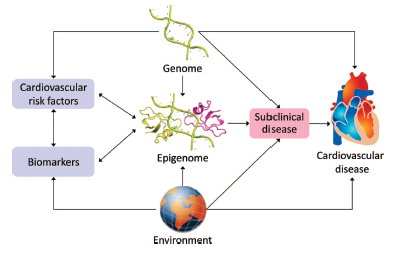 Genome
Cardiovascular
risk factors
Epigenome
Subclinical
disease
Biomarkers
Cardiovascular
disease
Environment